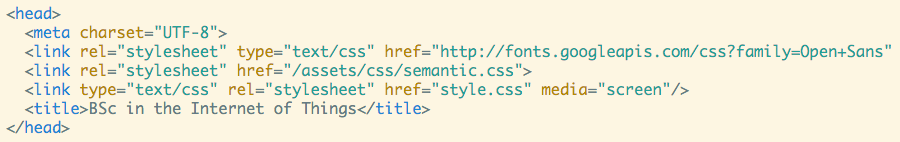 <head>
<meta charset="UTF-8">
<link rel="stylesheet" type="text/css" href="http://fonts.googleapis.com/css?family=Open+Sans"
<link rel="stylesheet" href="/assets/css/semantic.css">
<link type="text/css" rel="stylesheet" href="style.css" media="screen"/>
<title>BSc in the Internet of Things</title>
</head>